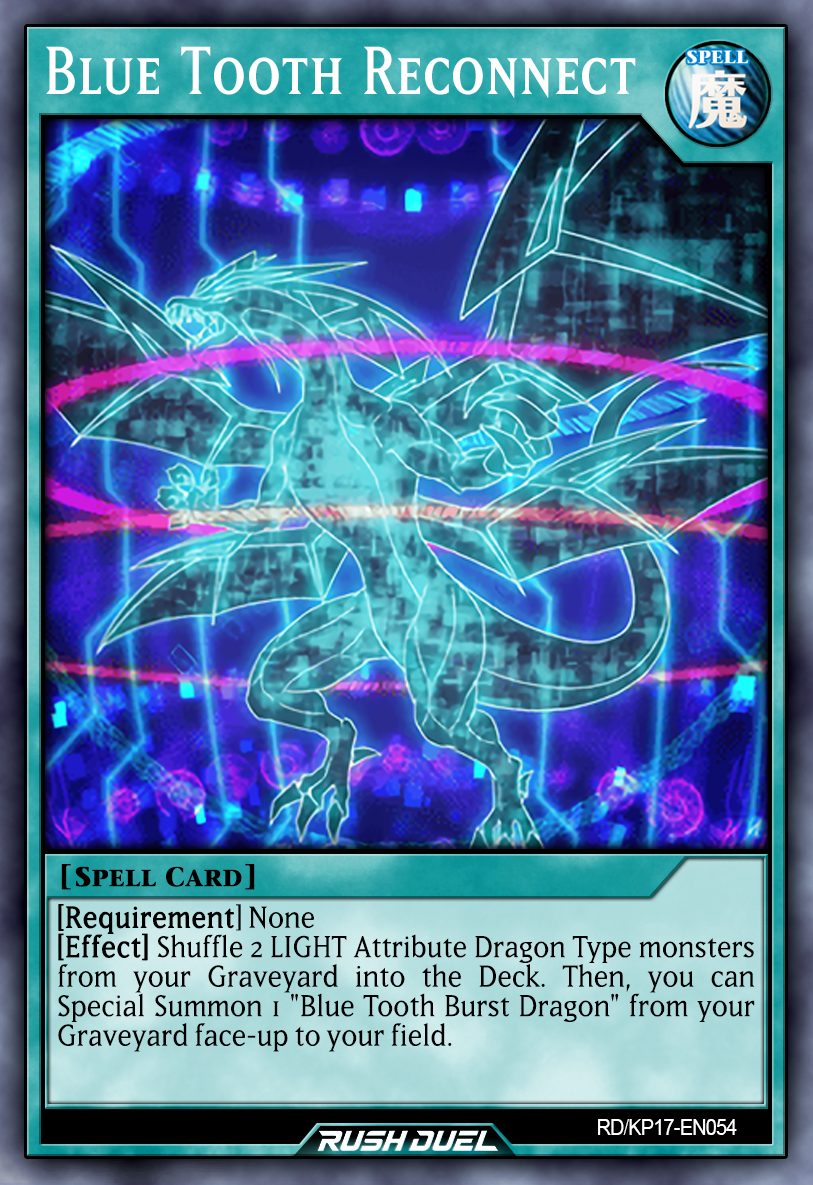 Blue Tooth Reconnect
SPELL
魔
[Spell Card]
[Requirement] None
[Effect] Shuffle 2 LIGHT Attribute Dragon Type monsters
from your Graveyard into the Deck. Then, you can
Special Summon 1 "Blue Tooth Burst Dragon" from your
Graveyard face-up to your field.
RD/KP17-EN054
RUSH DUEL